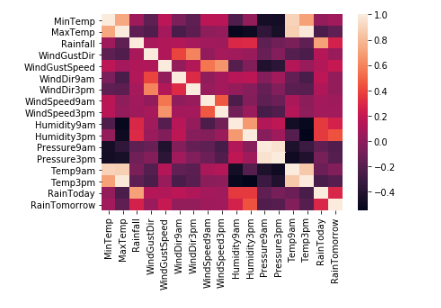 MinTemp
MaxTemp
Rainfall
WindGustDir
WindGustSpeed
WindDir9am
WindDir3pm
WindSpeed9am
WindSpeed3pm
Humidity9am
Humidity3pm
Pressure9am
Pressure3pm
Temp9am
Temp3pm
RainToday
RainTomorrow
1.0
0.8
0.6
0.4
0.2
0.0
−0.2
−0.4
MinTemp
MaxTemp
Rainfall
WindGustDir
WindGustSpeed
WindDir9am
WindDir3pm
WindSpeed9am
WindSpeed3pm
Humidity9am
Humidity3pm
Pressure9am
Pressure3pm
Temp9am
Temp3pm
RainToday
RainTomorrow